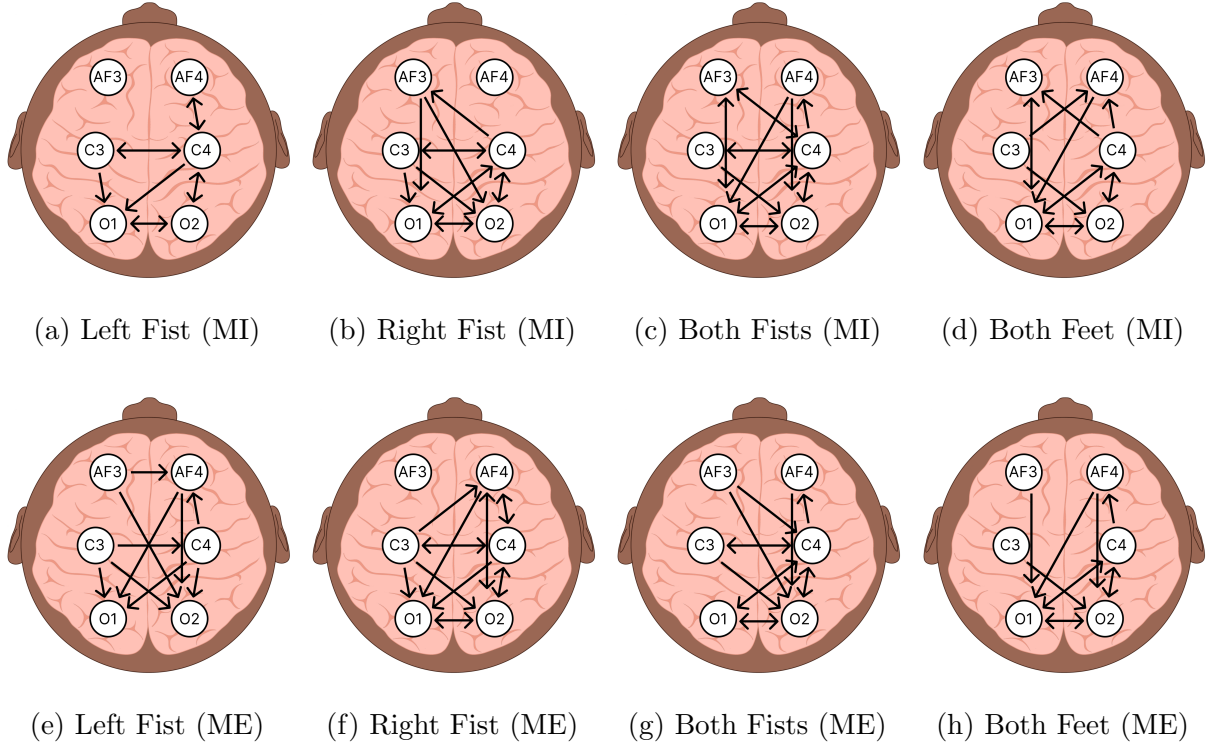 AF3 AF4 AF3 AF4 AF3 AF4 AF3 AF4
C3 C4 C3 C4 C3 C4 C3 C4
O1 O2 O1 O2 O1 O2 O1 O2
(a) Left Fist (MI) (b) Right Fist (MI) (c) Both Fists (MI) (d) Both Feet (MI)
AF3 AF4 AF3 AF4 AF3 AF4 AF3 AF4
C3 C4 C3 C4 C3 C4 C3 C4
O1 O2 O1 O2 O1 O2 O1 O2
(e) Left Fist (ME) (f) Right Fist (ME) (g) Both Fists (ME) (h) Both Feet (ME)